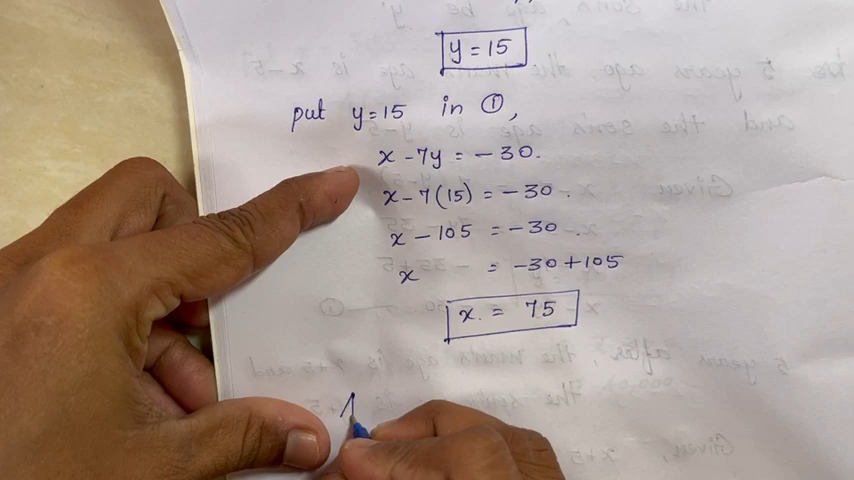 y = 15
put y=15 in ①,
x - 7y = -30.
x - 7(15) = -30.
x - 105 = -30.
x = -30+105
x. = 75